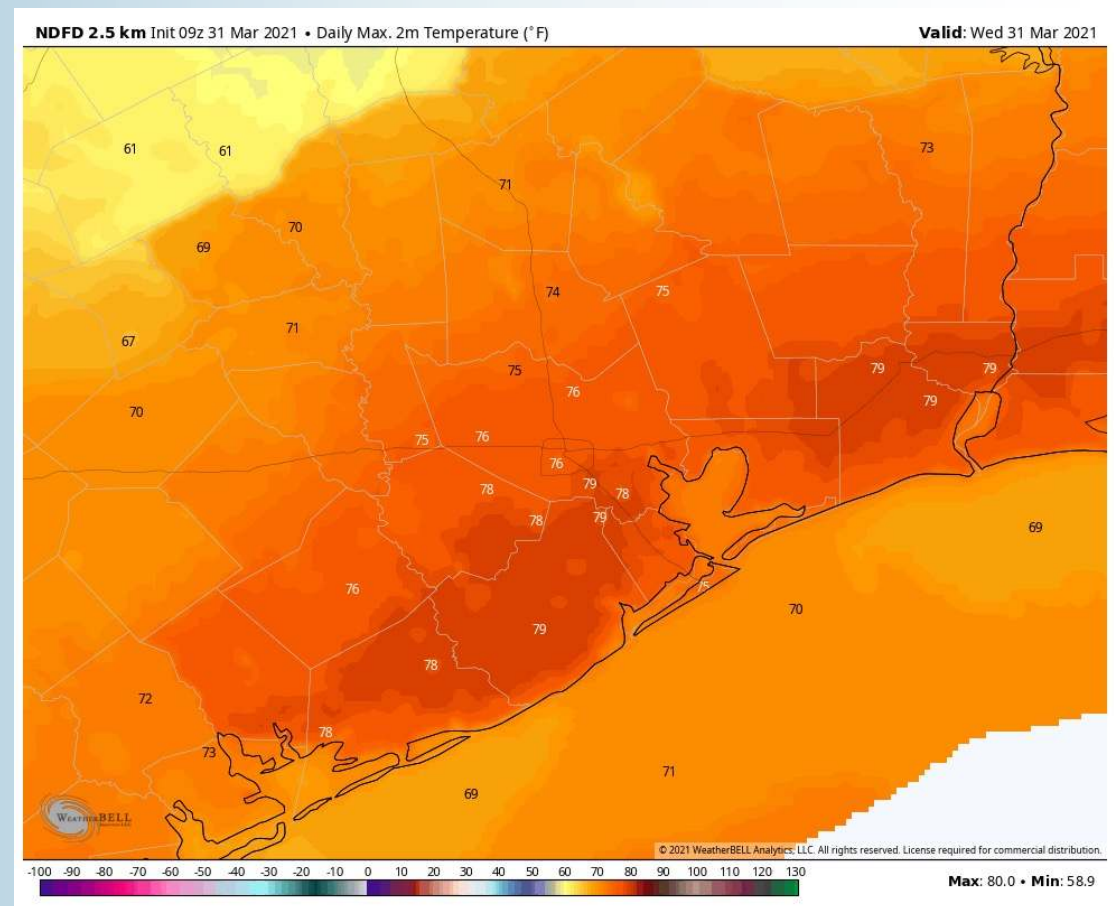 NDFD 2.5 km Init 09z 31 Mar 2021 • Daily Max. 2m Temperature (°F) Valid: Wed 31 Mar 2021
61 61 73
71
70
69
74 75
71
67
75 79 79
76 79
70
75 76
76
78 79 78
78 79
69
76 75
70
79
78
72
78
73
71
69
WEATHERBELL
© 2021 WeatherBELL Analytics, LLC. All rights reserved. License required for commercial distribution.
-100 -90 -80 -70 -60 -50 -40 -30 -20 -10 0 10 20 30 40 50 60 70 80 90 100 110 120 130
Max: 80.0 • Min: 58.9